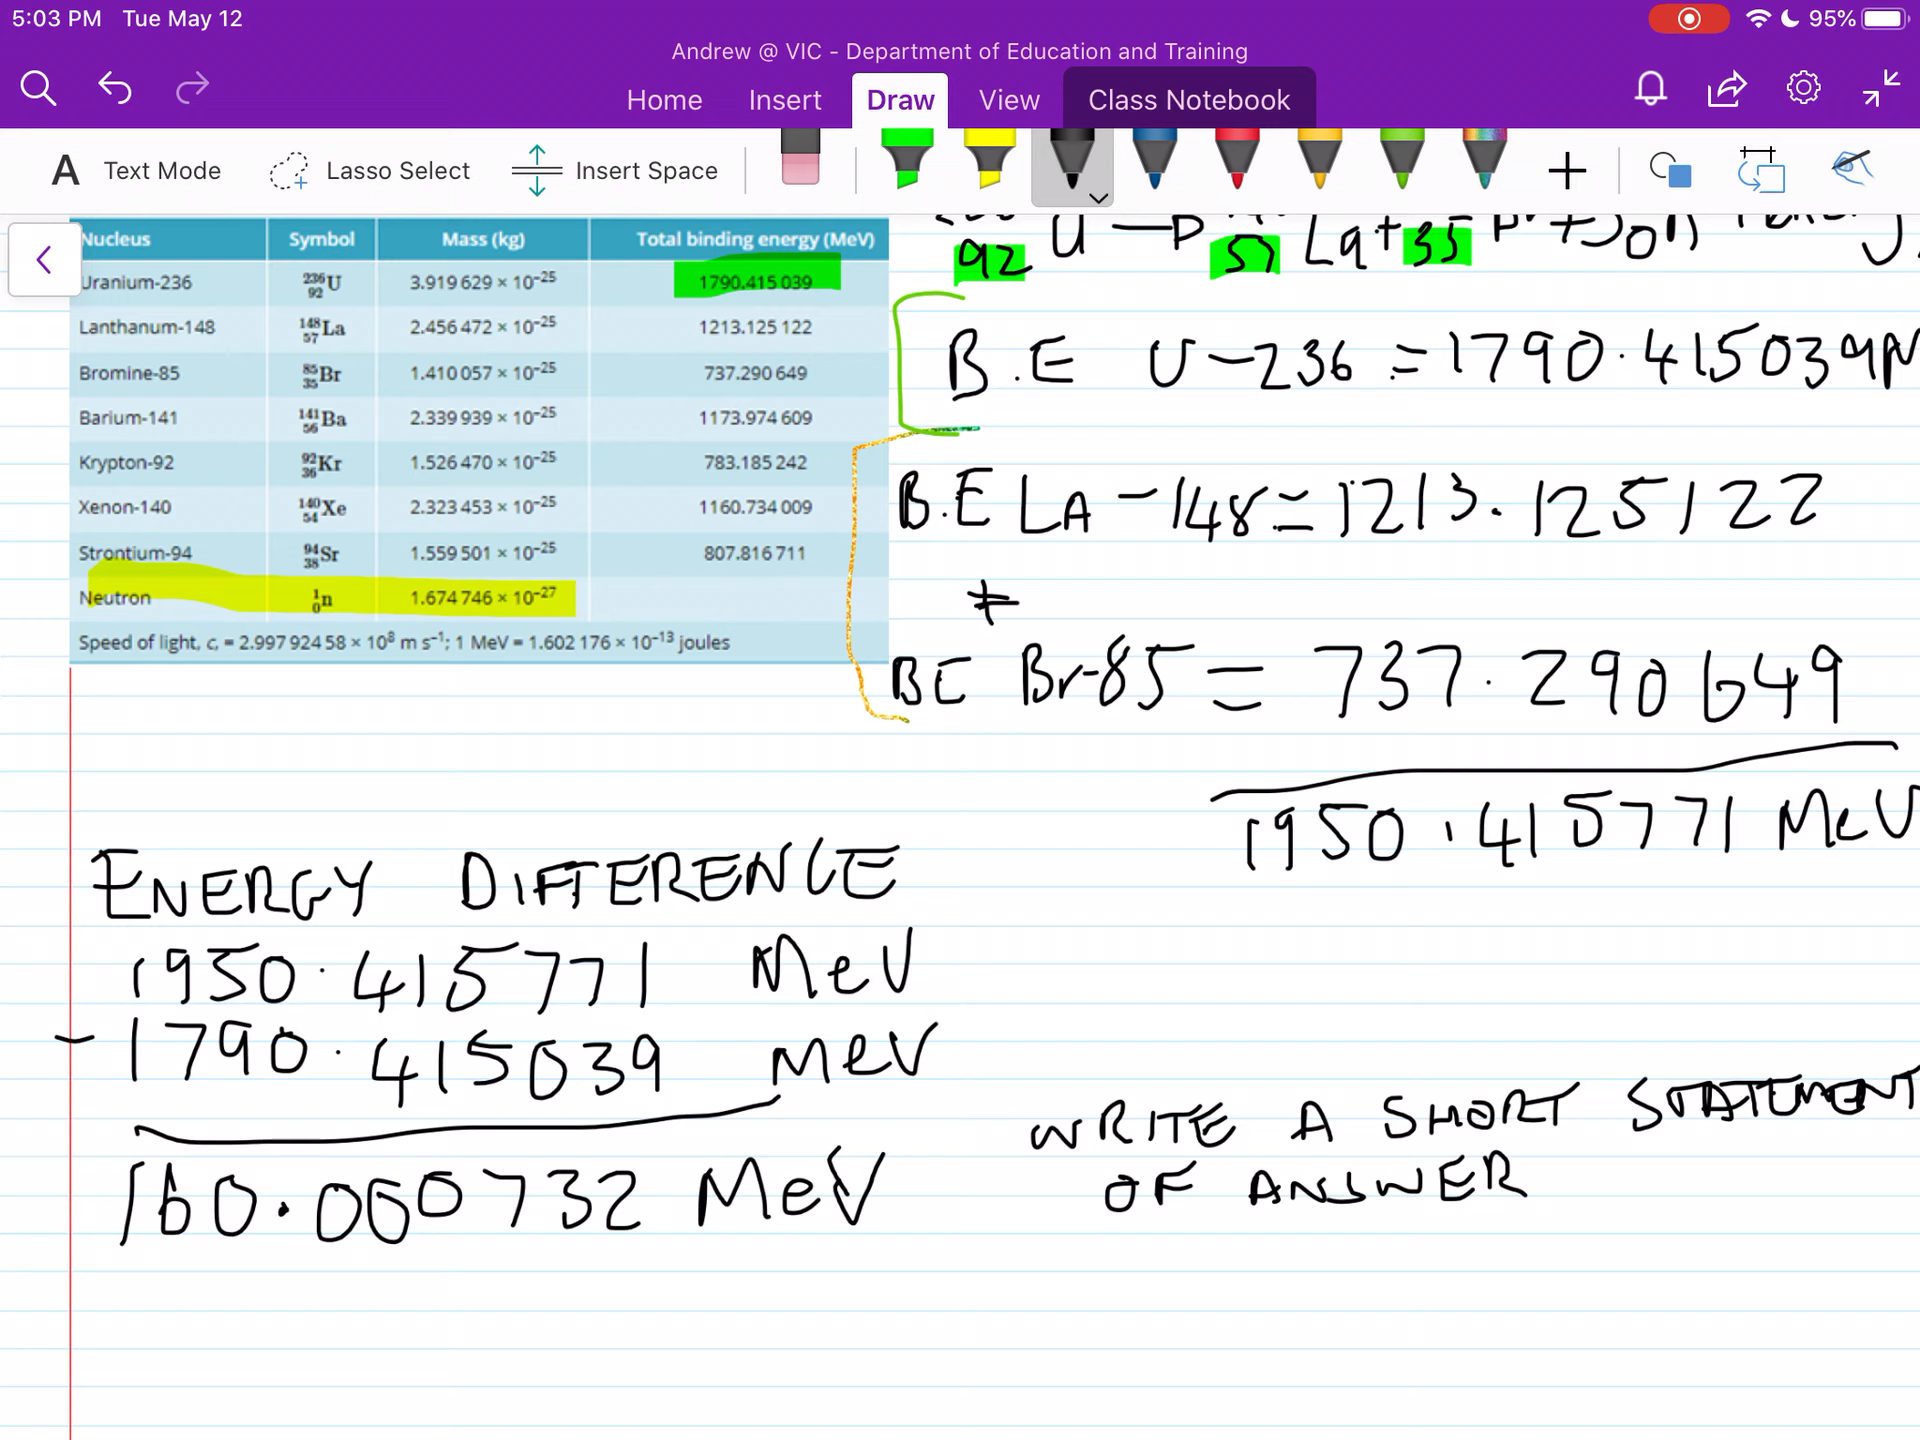 5:03 PM Tue May 12
95%
Andrew @ VIC - Department of Education and Training
Home Insert Draw View Class Notebook
A Text Mode Lasso Select Insert Space
Nucleus Symbol Mass (kg) Total binding energy (MeV)
Uranium-236 ²³⁶₉₂U 3.919 629 × 10⁻²⁵ 1790.415 039
Lanthanum-148 ¹⁴⁸₅₇La 2.456 472 × 10⁻²⁵ 1213.125 122
Bromine-85 ⁸⁵₃₅Br 1.410 057 × 10⁻²⁵ 737.290 649
Barium-141 ¹⁴¹₅₆Ba 2.339 939 × 10⁻²⁵ 1173.974 609
Krypton-92 ⁹²₃₆Kr 1.526 470 × 10⁻²⁵ 783.185 242
Xenon-140 ¹⁴⁰₅₄Xe 2.323 453 × 10⁻²⁵ 1160.734 009
Strontium-94 ⁹⁴₃₈Sr 1.559 501 × 10⁻²⁵ 807.816 711
Neutron ¹₀n 1.674 746 × 10⁻²⁷
Speed of light, c, = 2.997 924 58 × 10⁸ m s⁻¹; 1 MeV = 1.602 176 × 10⁻¹³ joules
92 U → 57 La + 35
B.E U-236 = 1790.415039 M
B.E LA-148 = 1213.125122
+
BE Br-85 = 737.290649
1950.415771 MeV
ENERGY DIFFERENCE
1950.415771 MeV
- 1790.415039 MeV
160.000732 MeV
WRITE A SHORT STATEMENT
OF ANSWER